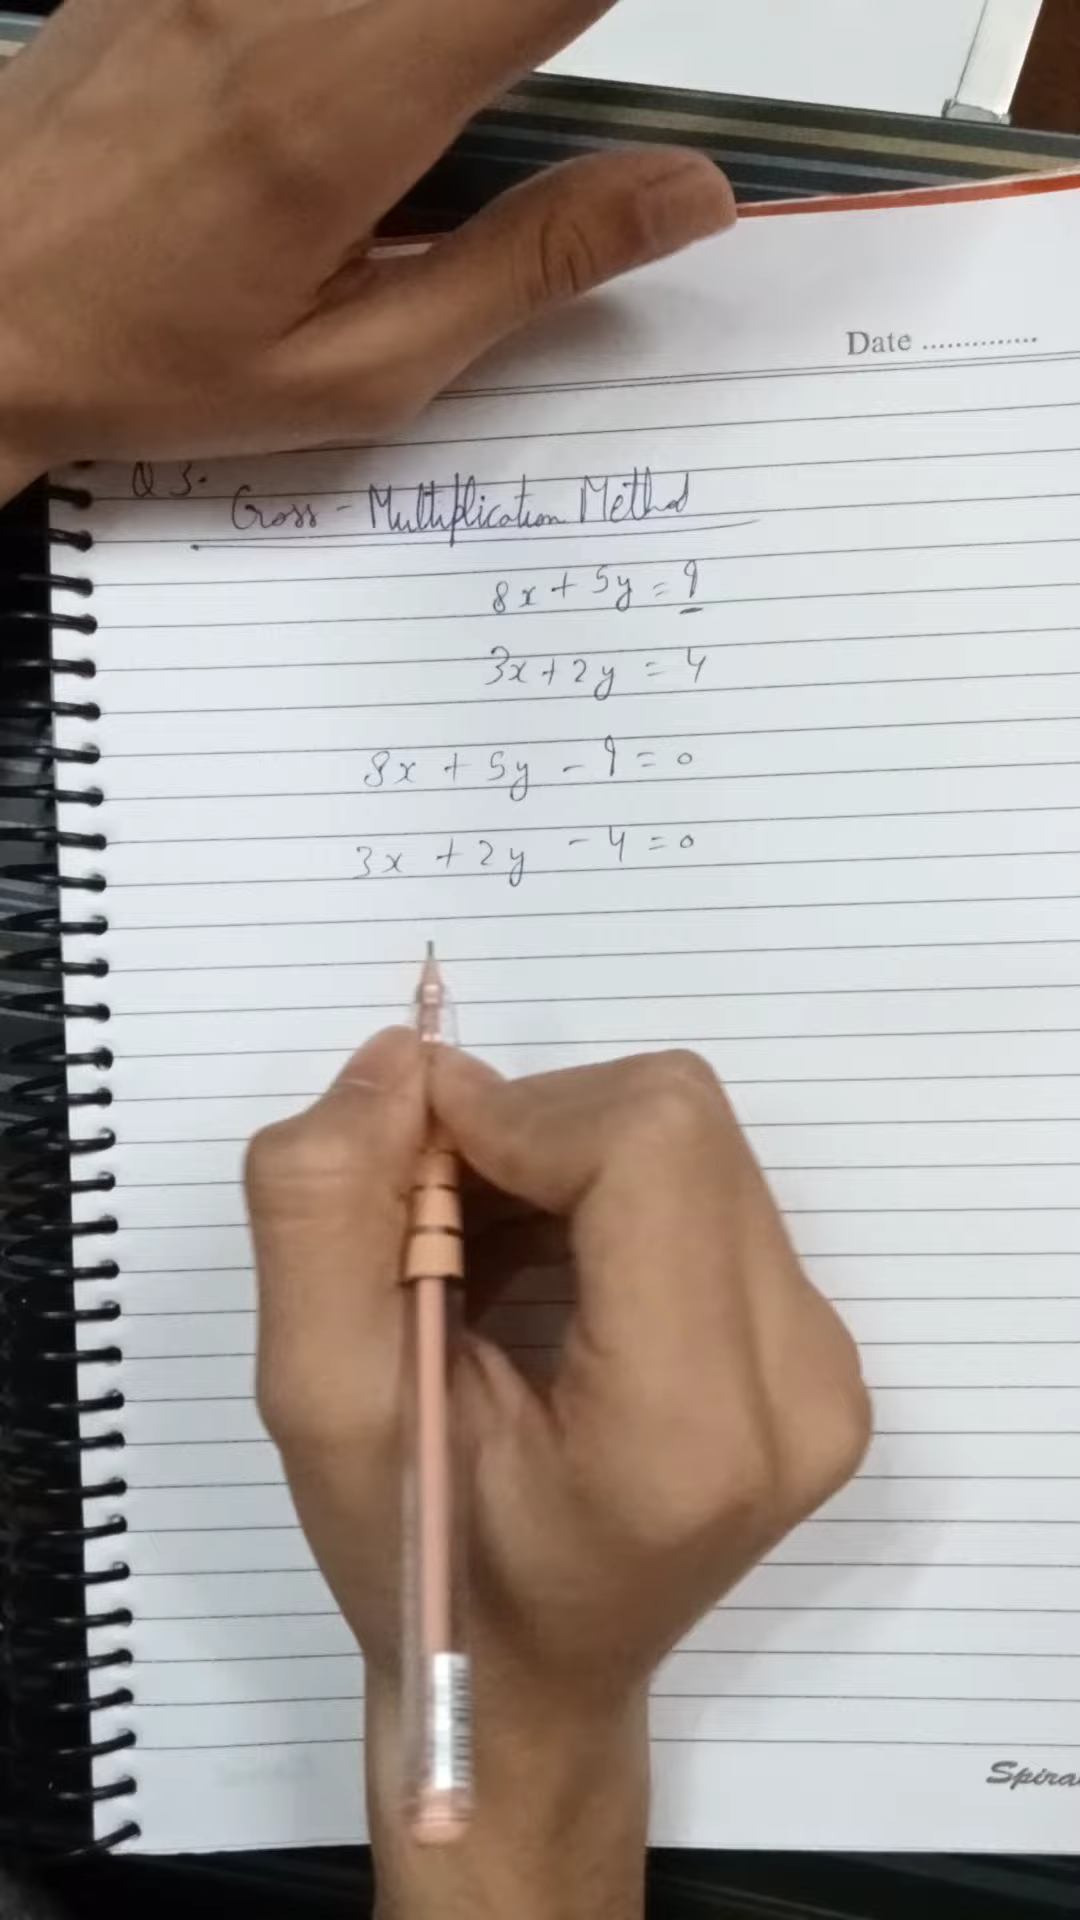 Date ..............
Q 3.
Cross - Multiplication Method
8x + 5y = 9
3x + 2y = 4
8x + 5y - 9 = 0
3x + 2y - 4 = 0